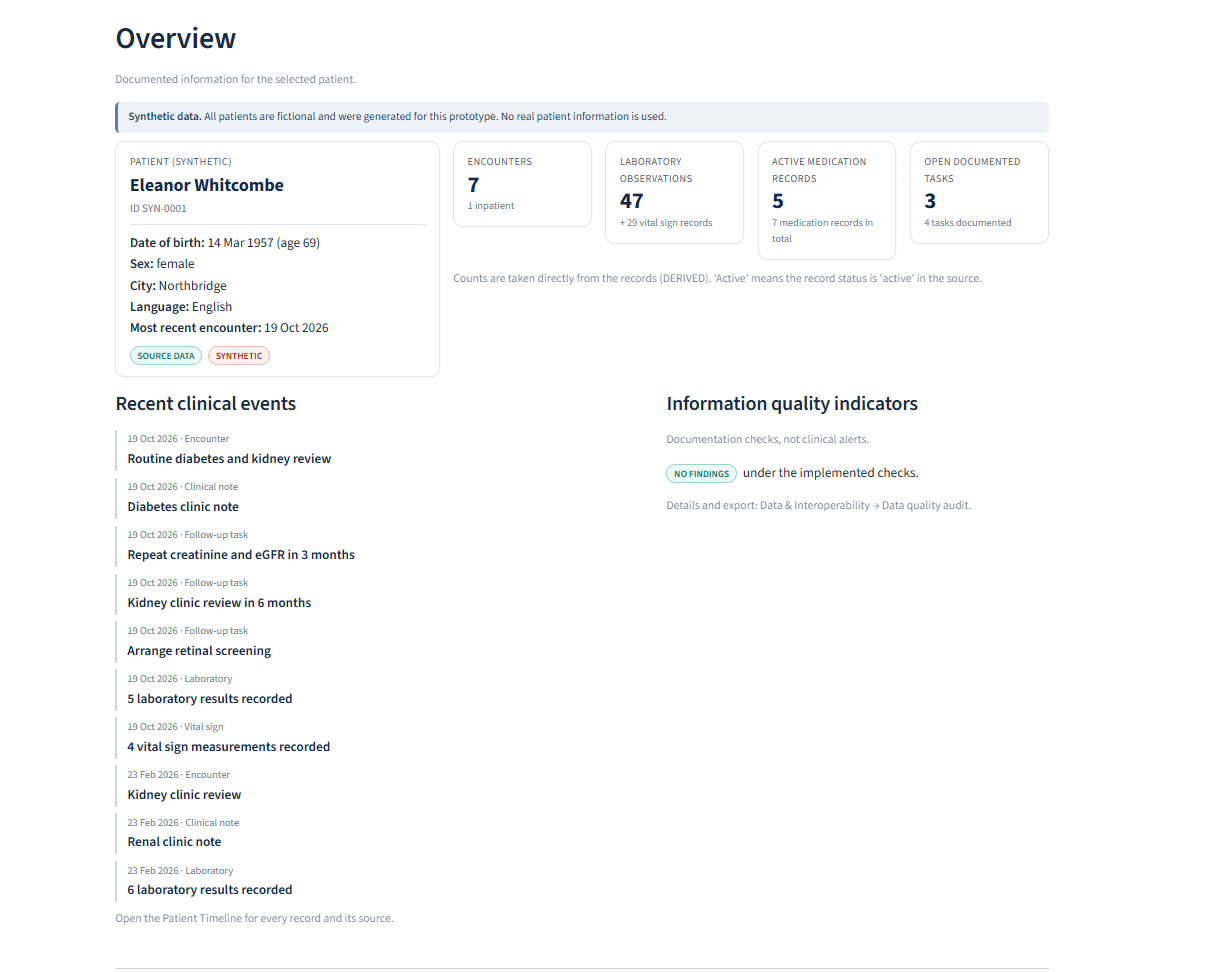 Overview
Documented information for the selected patient.
Synthetic data. All patients are fictional and were generated for this prototype. No real patient information is used.
PATIENT (SYNTHETIC)
Eleanor Whitcombe
ID SYN-0001
Date of birth: 14 Mar 1957 (age 69)
Sex: female
City: Northbridge
Language: English
Most recent encounter: 19 Oct 2026
SOURCE DATA
SYNTHETIC
ENCOUNTERS
7
1 inpatient
LABORATORY
OBSERVATIONS
47
+ 29 vital sign records
ACTIVE MEDICATION
RECORDS
5
7 medication records in
total
OPEN DOCUMENTED
TASKS
3
4 tasks documented
Counts are taken directly from the records (DERIVED). 'Active' means the record status is 'active' in the source.
Recent clinical events
19 Oct 2026 · Encounter
Routine diabetes and kidney review
19 Oct 2026 · Clinical note
Diabetes clinic note
19 Oct 2026 · Follow-up task
Repeat creatinine and eGFR in 3 months
19 Oct 2026 · Follow-up task
Kidney clinic review in 6 months
19 Oct 2026 · Follow-up task
Arrange retinal screening
19 Oct 2026 · Laboratory
5 laboratory results recorded
19 Oct 2026 · Vital sign
4 vital sign measurements recorded
23 Feb 2026 · Encounter
Kidney clinic review
23 Feb 2026 · Clinical note
Renal clinic note
23 Feb 2026 · Laboratory
6 laboratory results recorded
Open the Patient Timeline for every record and its source.
Information quality indicators
Documentation checks, not clinical alerts.
NO FINDINGS under the implemented checks.
Details and export: Data & Interoperability → Data quality audit.